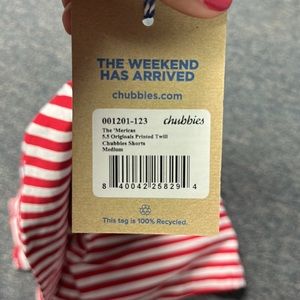 THE WEEKEND
HAS ARRIVED
chubbies.com
001201-123 chubbies
The 'Mericas
5.5 Originals Printed Twill
Chubbies Shorts
Medium
8 40042 25829 4
This tag is 100% Recycled.